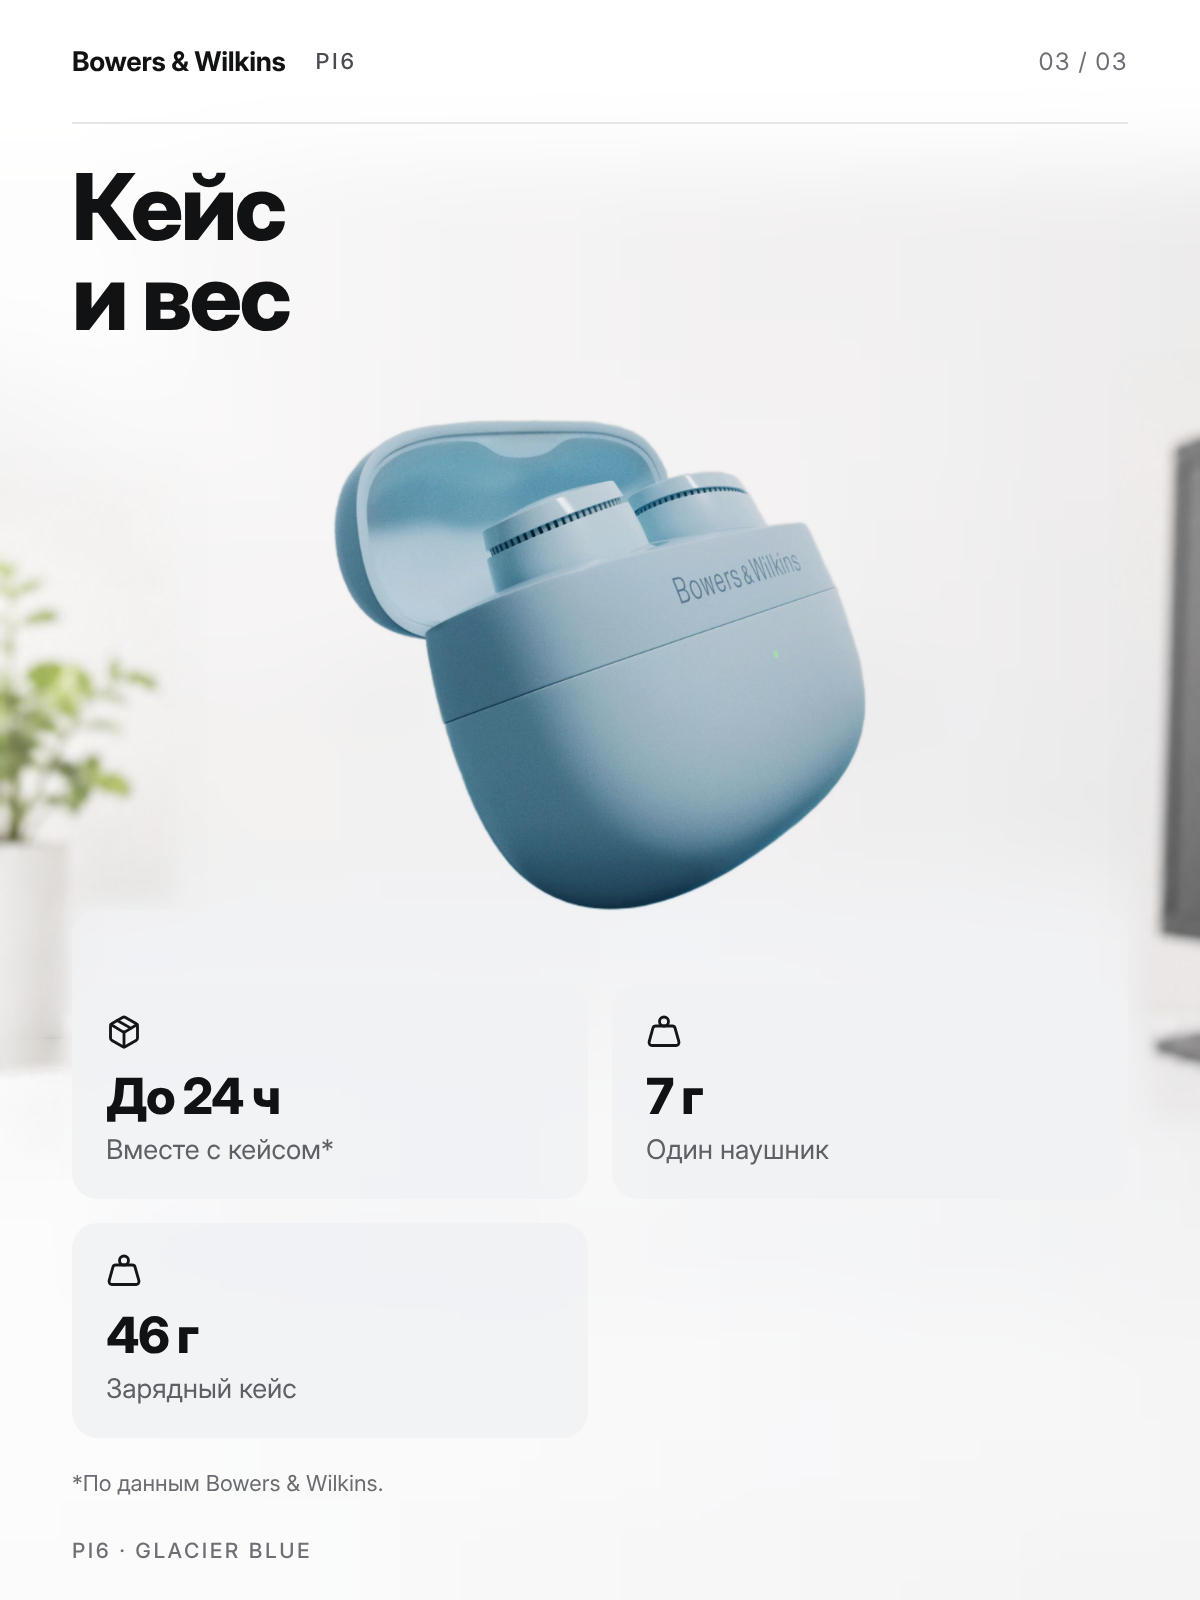 Bowers & Wilkins PI6
03 / 03
Кейс
и вес
Bowers & Wilkins
До 24 ч
Вместе с кейсом*
7 г
Один наушник
46 г
Зарядный кейс
*По данным Bowers & Wilkins.
PI6 · GLACIER BLUE